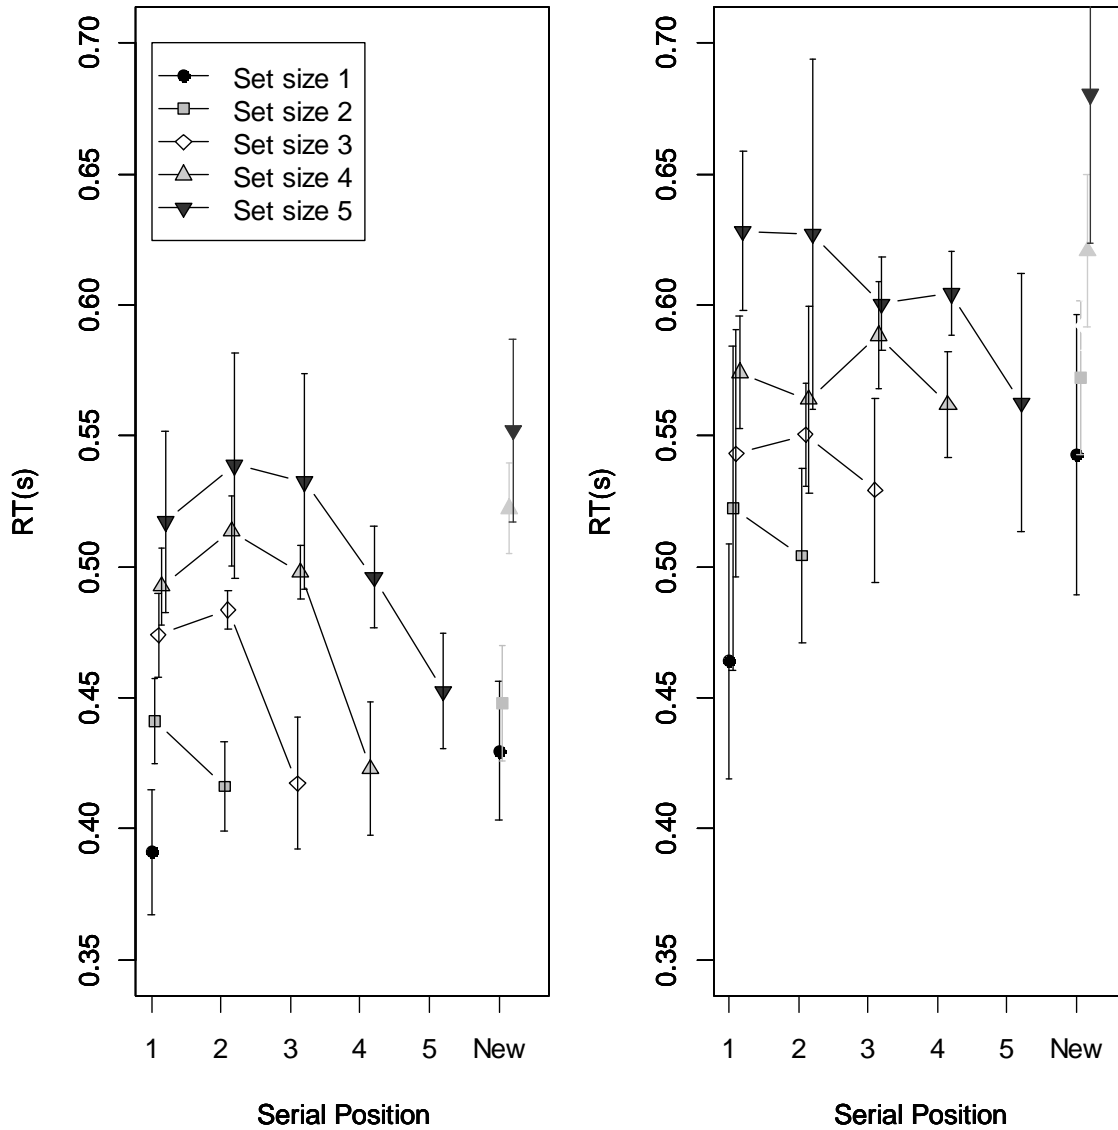 0.70
0.65
0.60
0.55
0.50
0.45
0.40
0.35
RT(s)
Set size 1
Set size 2
Set size 3
Set size 4
Set size 5
1 2 3 4 5 New
Serial Position
0.70
0.65
0.60
0.55
0.50
0.45
0.40
0.35
RT(s)
1 2 3 4 5 New
Serial Position